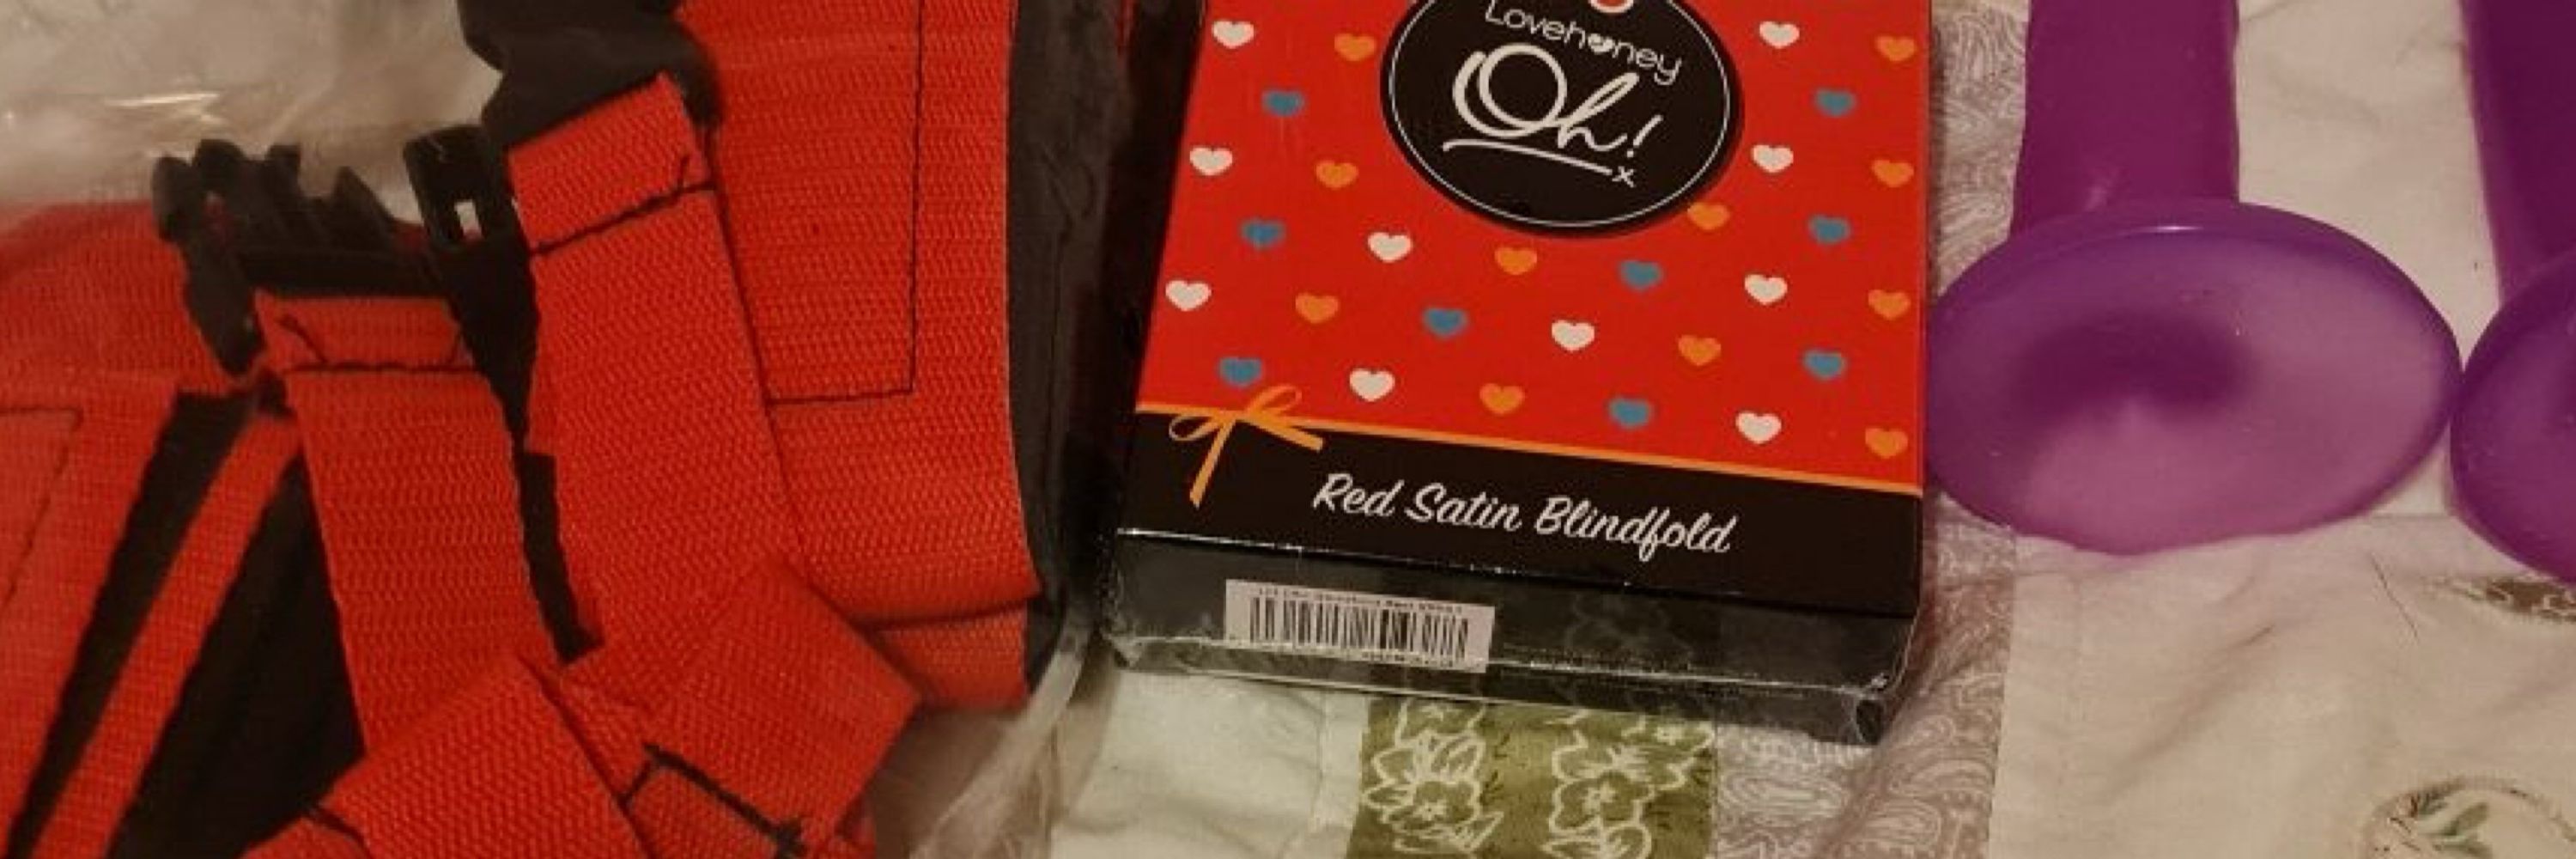 Lovehoney
Oh!
x
Red Satin Blindfold